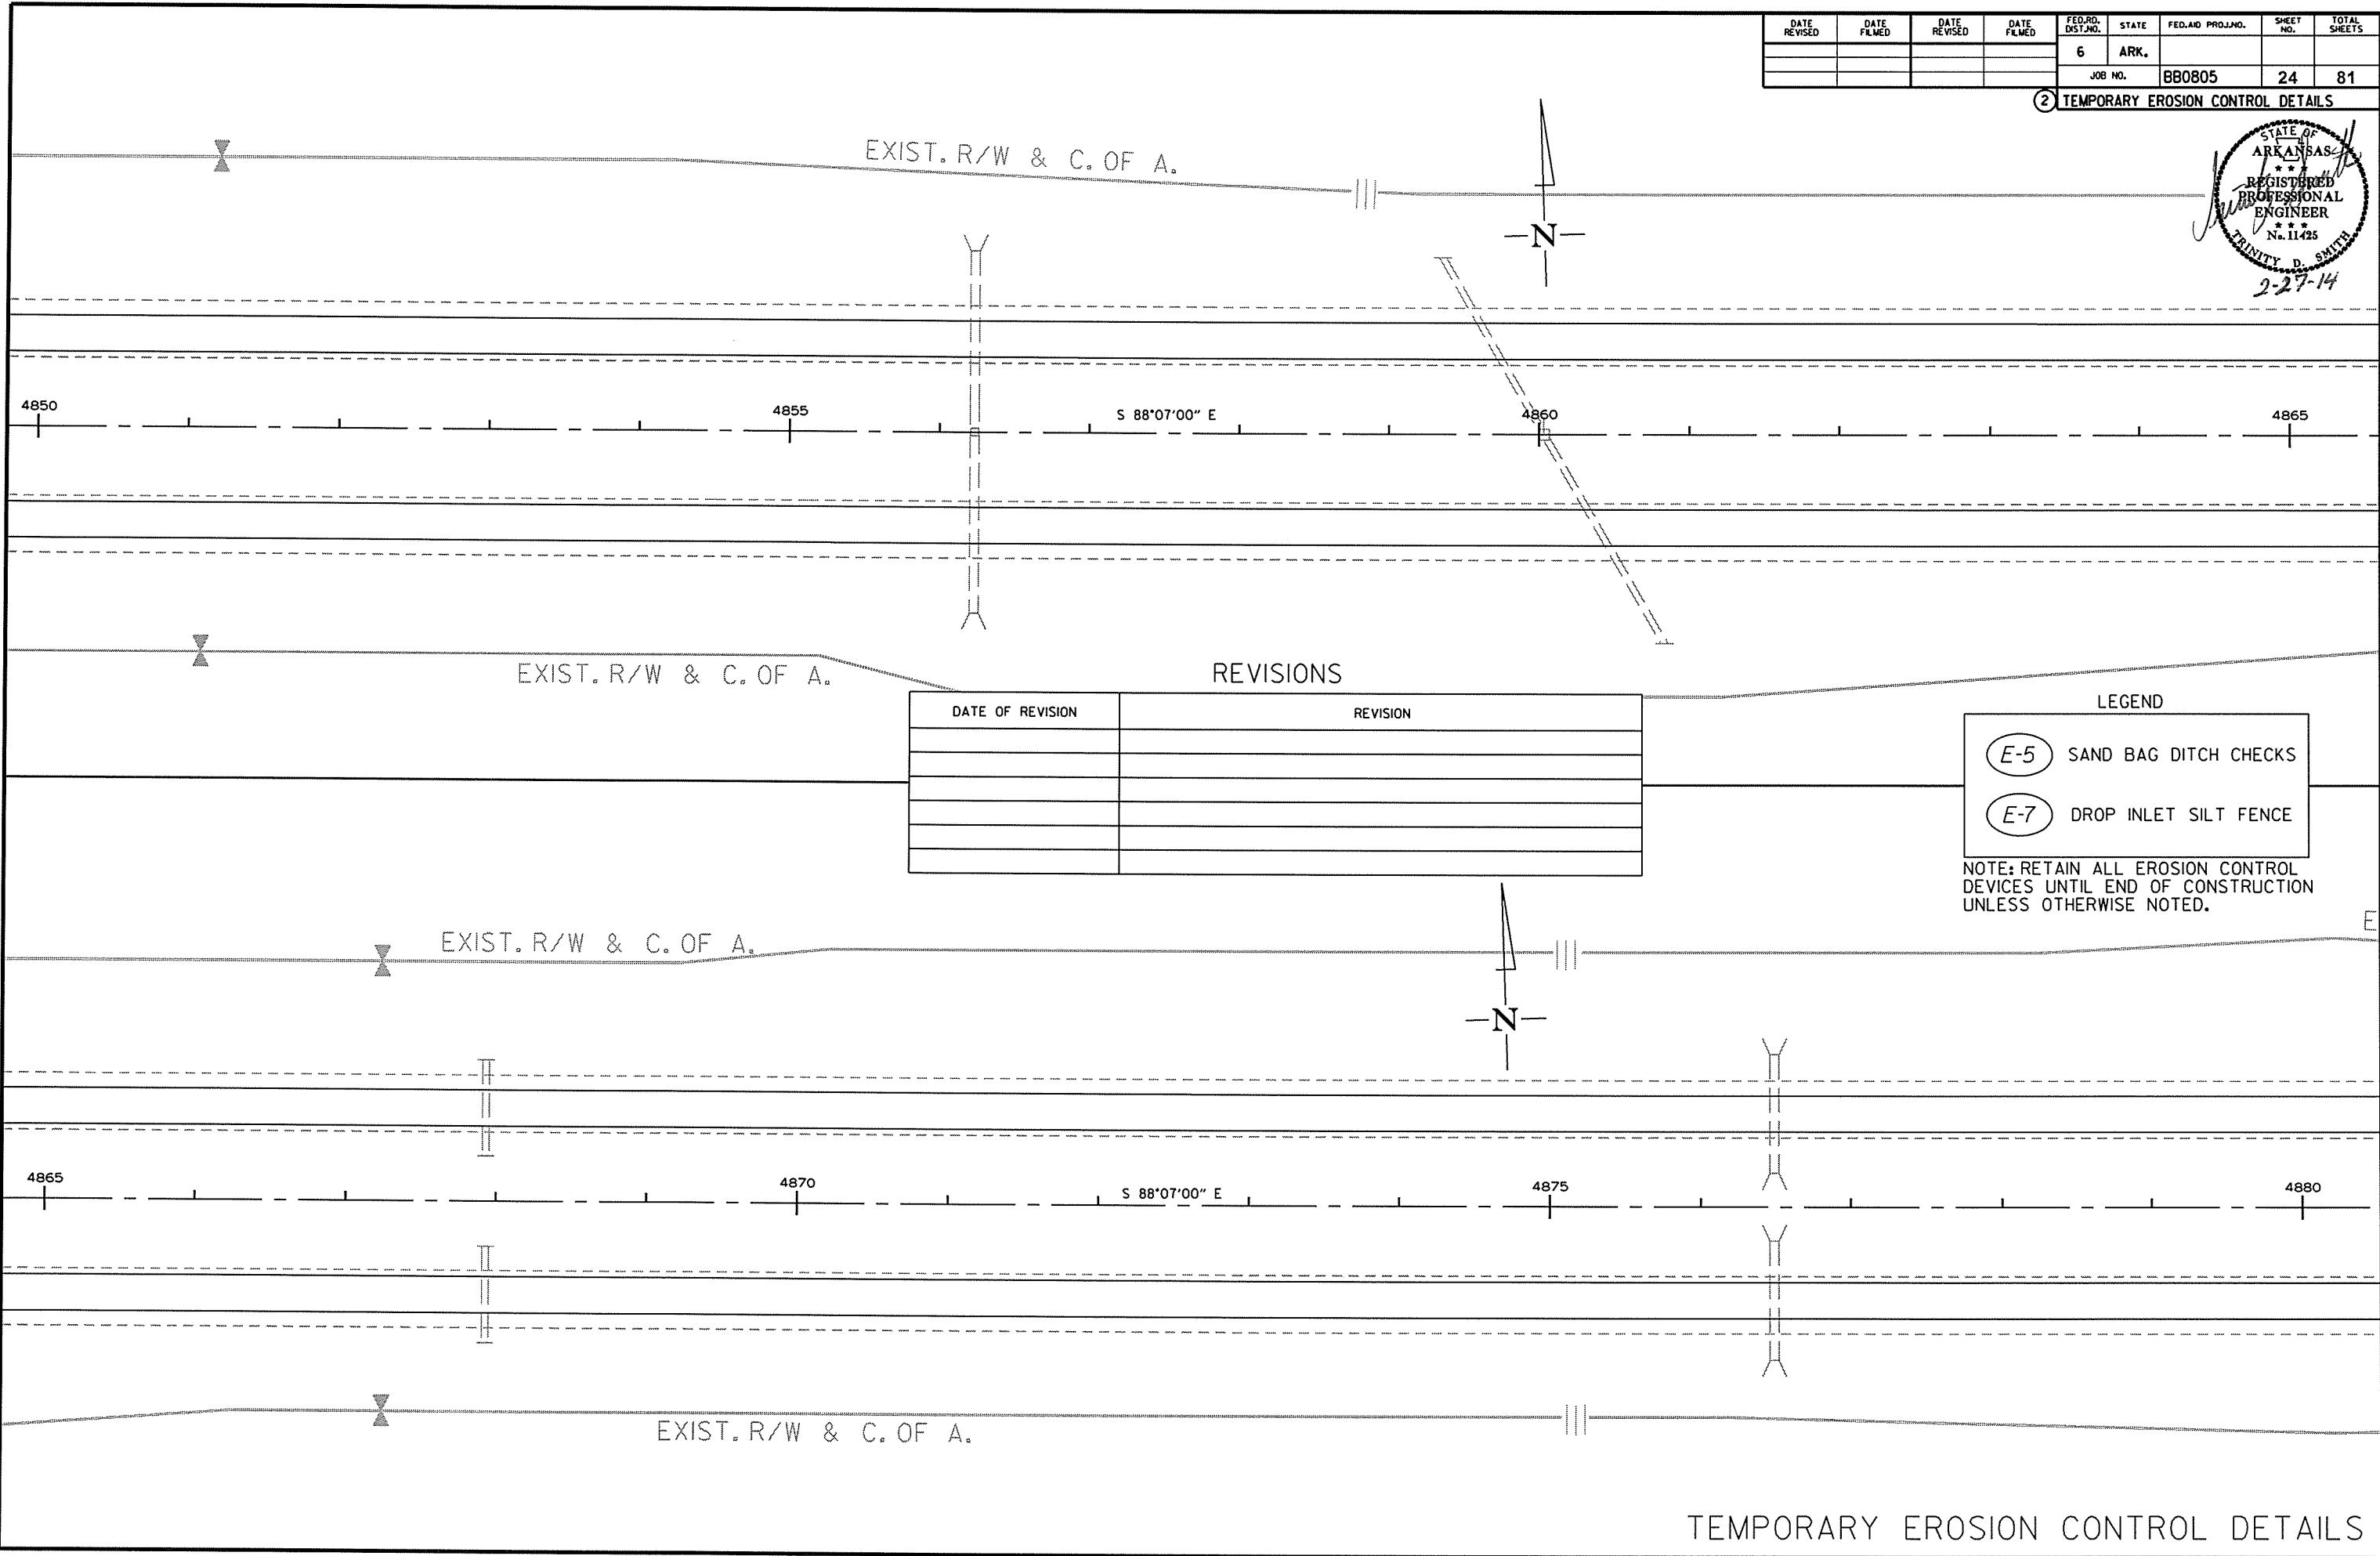 DATE REVISED
DATE FILMED
DATE REVISED
DATE FILMED
FED.RD. DIST.NO.
STATE
FED.AID PROJ.NO.
SHEET NO.
TOTAL SHEETS
6
ARK.
JOB NO.
BB0805
24
81
2 TEMPORARY EROSION CONTROL DETAILS
STATE OF
ARKANSAS
★ ★ ★
REGISTERED
PROFESSIONAL
ENGINEER
★ ★ ★
No. 11425
TRINITY D. SMITH
2-27-14
EXIST. R/W & C. OF A.
-N-
4850
4855
S 88°07'00" E
4860
4865
EXIST. R/W & C. OF A.
REVISIONS
DATE OF REVISION
REVISION
LEGEND
E-5 SAND BAG DITCH CHECKS
E-7 DROP INLET SILT FENCE
NOTE: RETAIN ALL EROSION CONTROL
DEVICES UNTIL END OF CONSTRUCTION
UNLESS OTHERWISE NOTED.
E
EXIST. R/W & C. OF A.
-N-
4865
4870
S 88°07'00" E
4875
4880
EXIST. R/W & C. OF A.
TEMPORARY EROSION CONTROL DETAILS